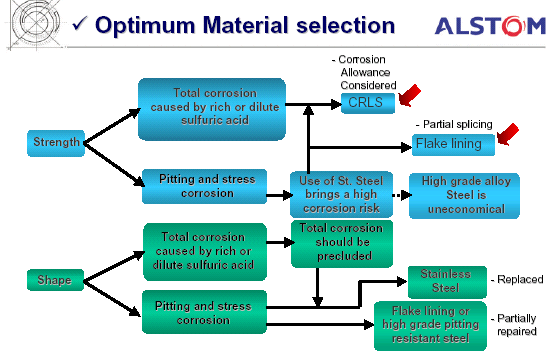 ✓ Optimum Material selection
ALSTOM
- Corrosion
Allowance
Considered
Total corrosion
caused by rich or dilute
sulfuric acid
CRLS
- Partial splicing
Strength
Flake lining
Pitting and stress
corrosion
Use of St. Steel
brings a high
corrosion risk
High grade alloy
Steel is
uneconomical
Total corrosion
caused by rich or
dilute sulfuric acid
Total corrosion
should be
precluded
Shape
Stainless
Steel
- Replaced
Pitting and stress
corrosion
Flake lining or
high grade pitting
resistant steel
- Partially
repaired